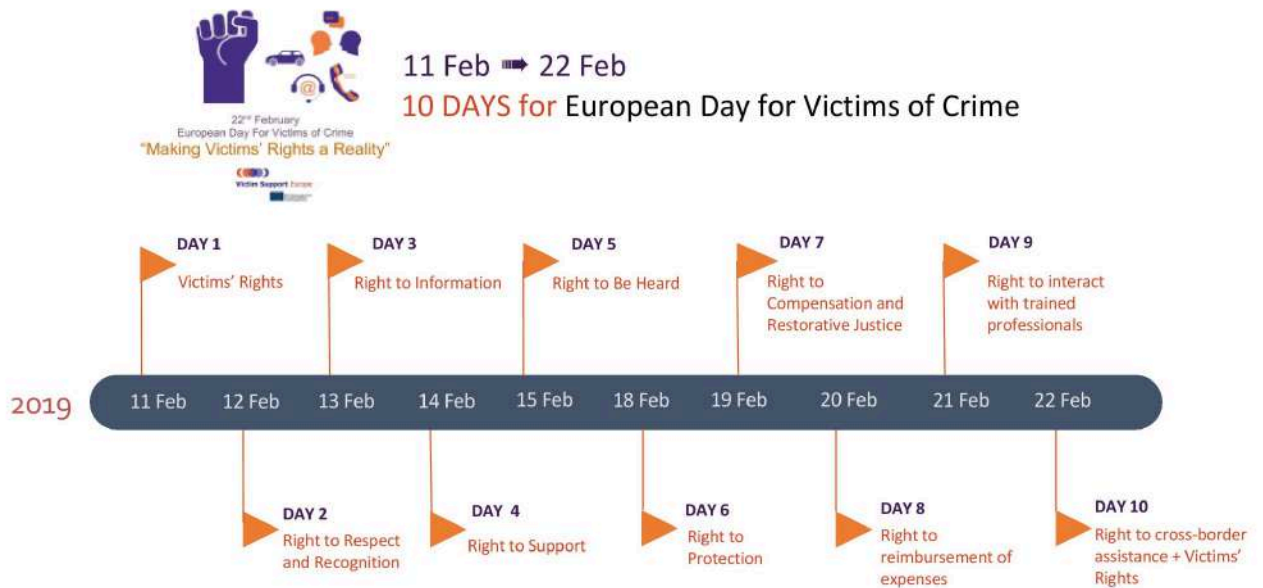 11 Feb ➠ 22 Feb
10 DAYS for European Day for Victims of Crime
22nd February
European Day For Victims of Crime
"Making Victims' Rights a Reality"
Victim Support Europe
@
DAY 1
Victims' Rights
DAY 3
Right to Information
DAY 5
Right to Be Heard
DAY 7
Right to
Compensation and
Restorative Justice
DAY 9
Right to interact
with trained
professionals
2019
11 Feb
12 Feb
13 Feb
14 Feb
15 Feb
18 Feb
19 Feb
20 Feb
21 Feb
22 Feb
DAY 2
Right to Respect
and Recognition
DAY 4
Right to Support
DAY 6
Right to
Protection
DAY 8
Right to
reimbursement of
expenses
DAY 10
Right to cross-border
assistance + Victims'
Rights